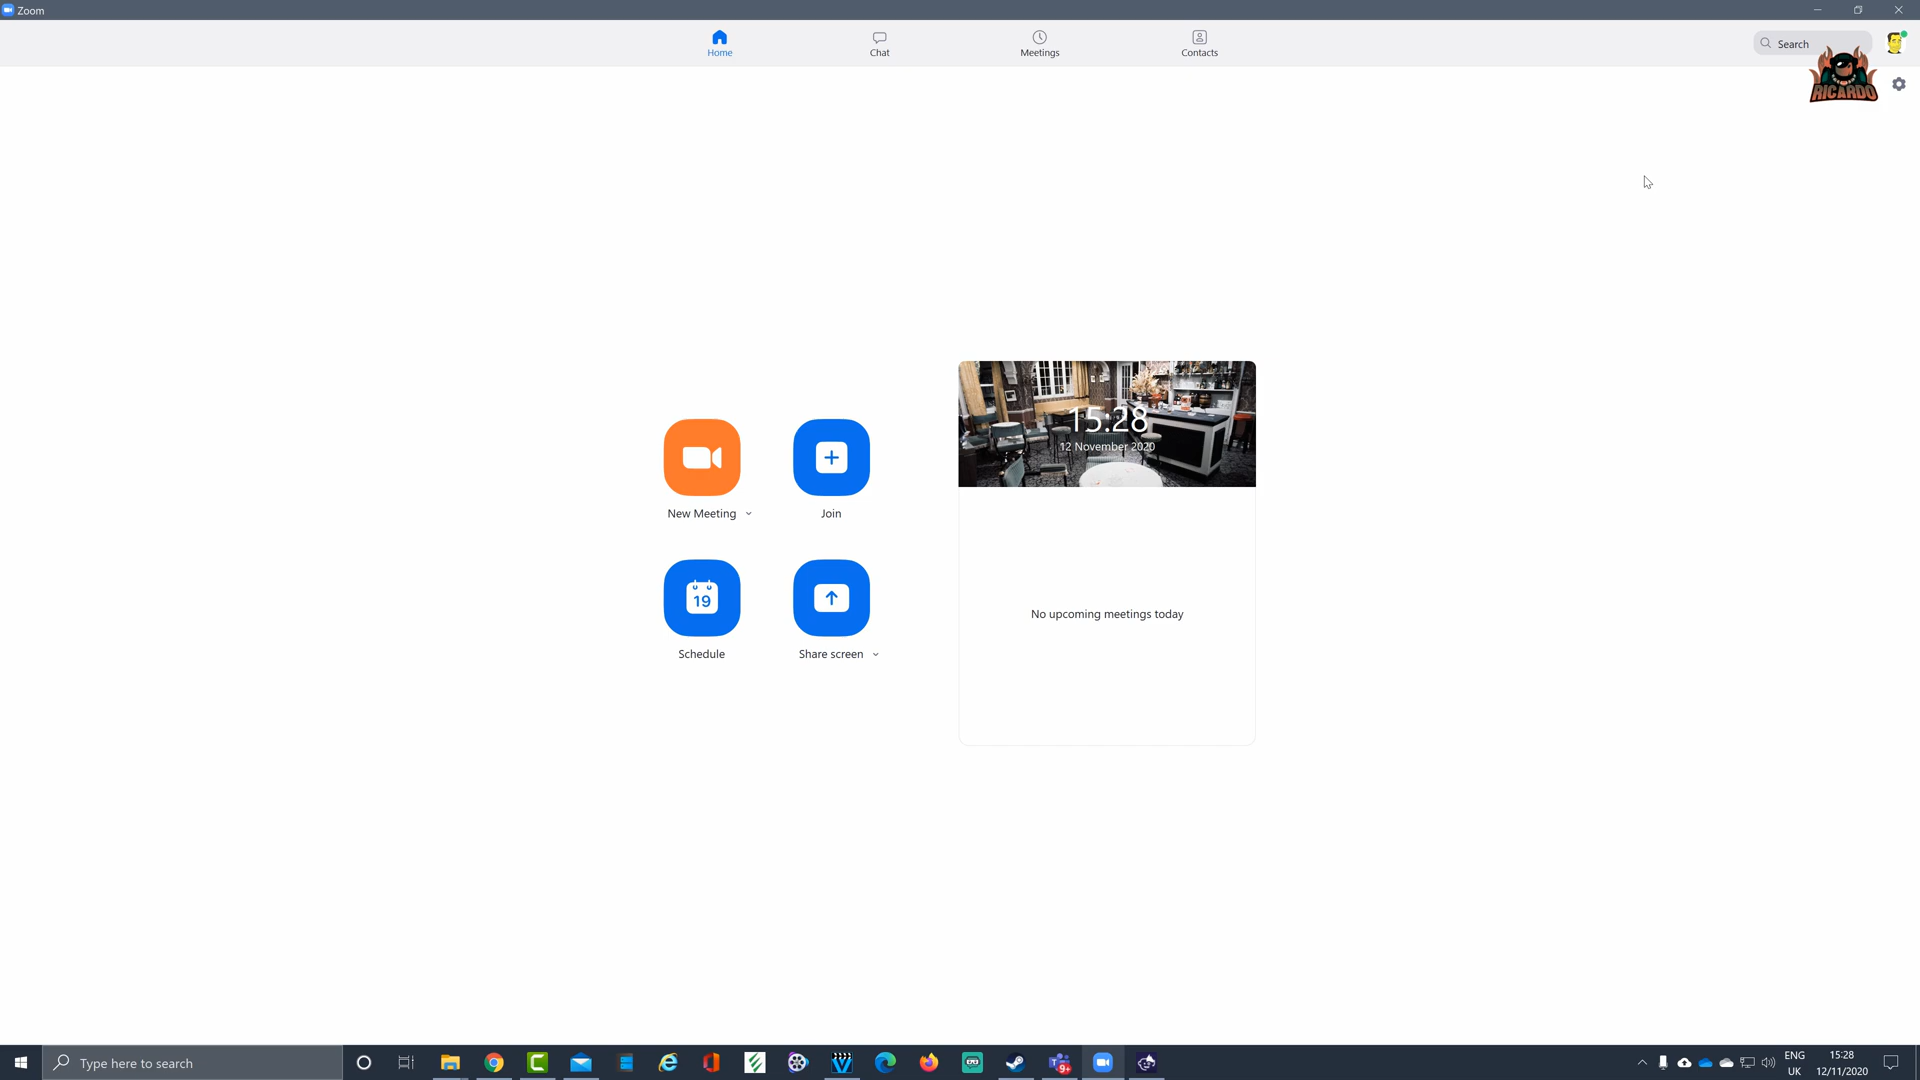 Zoom
Home
Chat
Meetings
Contacts
Search
RICARDO
15:28
12 November 2020
New Meeting
Join
19
Schedule
Share screen
No upcoming meetings today
Type here to search
9+
ENG
UK
15:28
12/11/2020